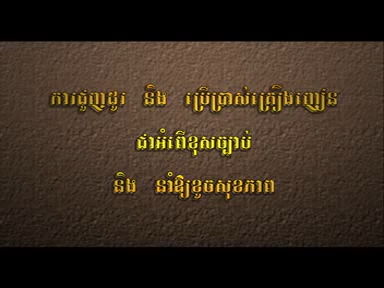 ការជួញដូរ និង ប្រើប្រាស់គ្រឿងញៀន
ជាអំពើខុសច្បាប់
និង នាំឱ្យខូចសុខភាព